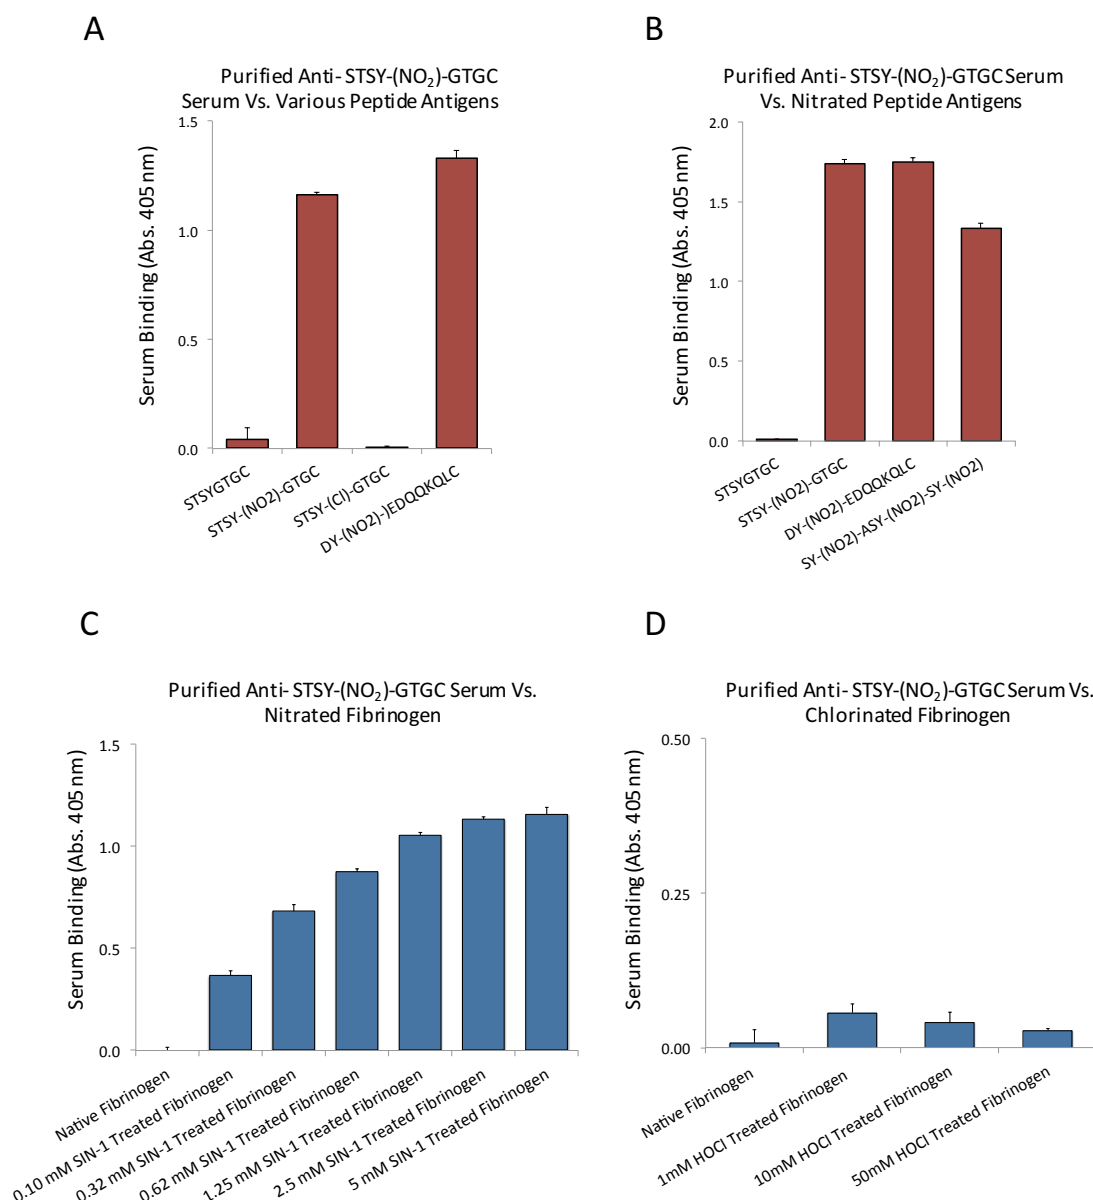 A
Purified Anti- STSY-(NO2)-GTGC
Serum Vs. Various Peptide Antigens
Serum Binding (Abs. 405 nm)
1.5
1.0
0.5
0.0
STSYGTGC
STSY-(NO2)-GTGC
STSY-(Cl)-GTGC
DY-(NO2)-)EDQQKQLC
B
Purified Anti- STSY-(NO2)-GTGC Serum
Vs. Nitrated Peptide Antigens
Serum Binding (Abs. 405 nm)
2.0
1.5
1.0
0.5
0.0
STSYGTGC
STSY-(NO2)-GTGC
DY-(NO2)-EDQQKQLC
SY-(NO2)-ASY-(NO2)-SY-(NO2)
C
Purified Anti- STSY-(NO2)-GTGC Serum Vs.
Nitrated Fibrinogen
Serum Binding (Abs. 405 nm)
1.5
1.0
0.5
0.0
Native Fibrinogen
0.10 mM SIN-1 Treated Fibrinogen
0.32 mM SIN-1 Treated Fibrinogen
0.62 mM SIN-1 Treated Fibrinogen
1.25 mM SIN-1 Treated Fibrinogen
2.5 mM SIN-1 Treated Fibrinogen
5 mM SIN-1 Treated Fibrinogen
D
Purified Anti- STSY-(NO2)-GTGC Serum Vs.
Chlorinated Fibrinogen
Serum Binding (Abs. 405 nm)
0.50
0.25
0.00
Native Fibrinogen
1mM HOCl Treated Fibrinogen
10mM HOCl Treated Fibrinogen
50mM HOCl Treated Fibrinogen